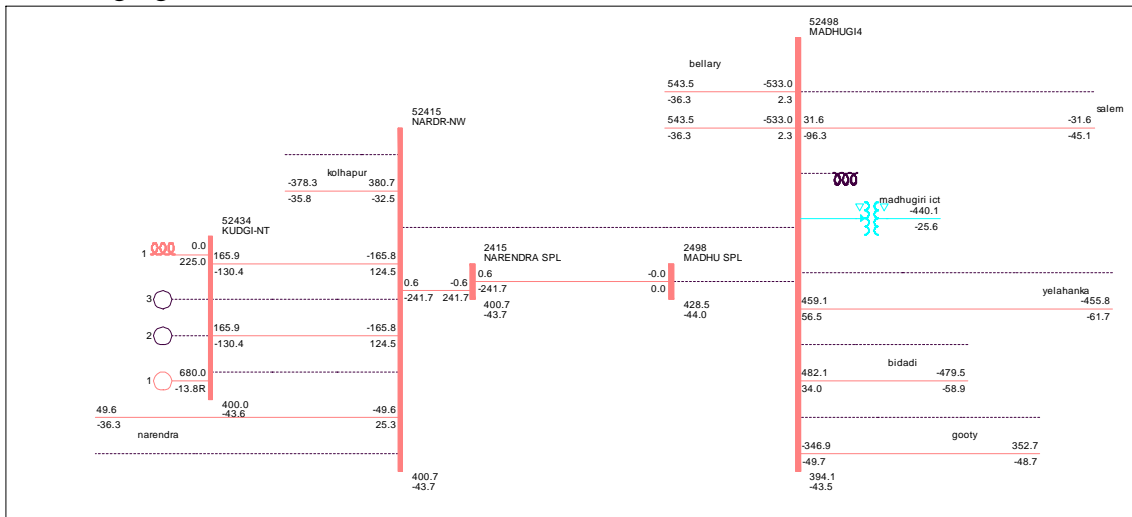 52498
MADHUGI4
bellary
543.5 -533.0
-36.3 2.3
salem
543.5 -533.0 31.6 -31.6
-36.3 2.3 -96.3 -45.1
52415
NARDR-NW
kolhapur
-378.3 380.7
-35.8 -32.5
madhugiri ict
-440.1
-25.6
52434
KUDGI-NT
1 0.0
225.0
165.9 -165.8
-130.4 124.5
2415
NARENDRA SPL
2498
MADHU SPL
0.6 -0.6 0.6 -0.0
-241.7 241.7 -241.7 0.0
400.7
-43.7
428.5
-44.0
yelahanka
459.1 -455.8
56.5 -61.7
3
2
165.9 -165.8
-130.4 124.5
bidadi
482.1 -479.5
34.0 -58.9
1 680.0
-13.8R
400.0
-43.6
49.6 -49.6
-36.3 25.3
narendra
gooty
-346.9 352.7
-49.7 -48.7
400.7
-43.7
394.1
-43.5